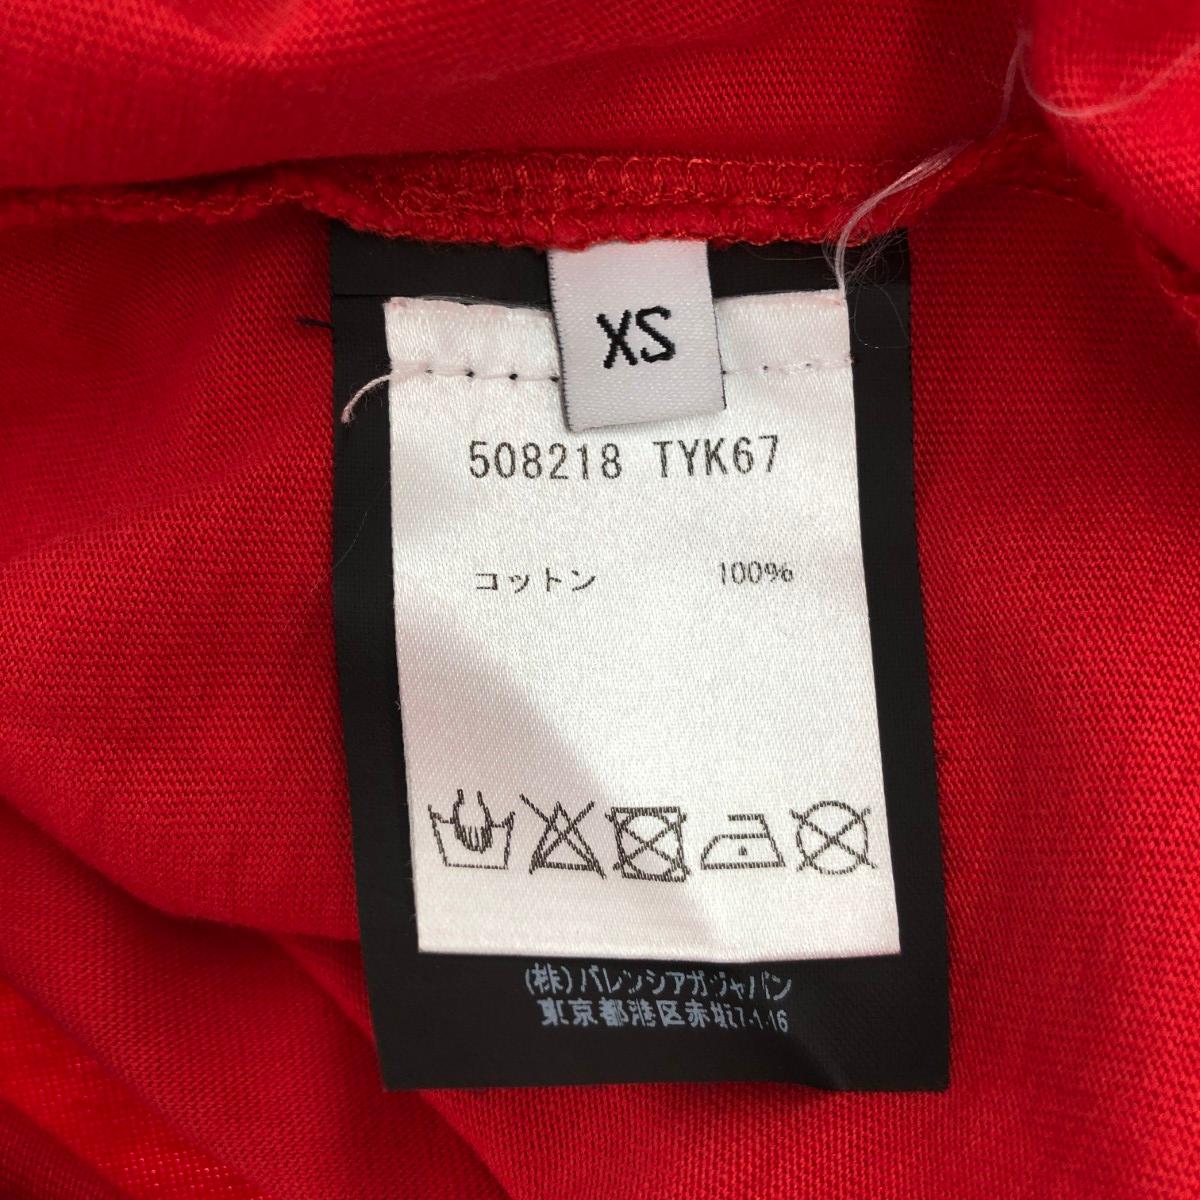 XS
508218 TYK67
コットン 100%
(株)バレンシアガジャパン
東京都港区赤坂7-1-16